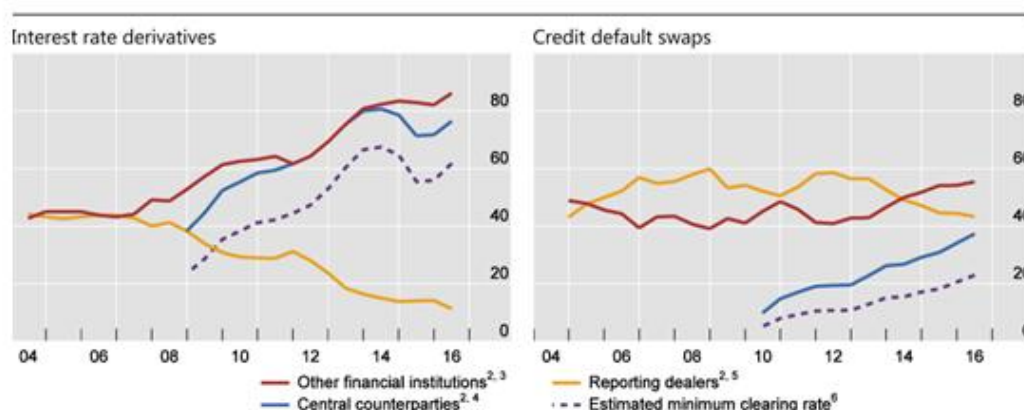 Interest rate derivatives
80
60
40
20
0
04 06 08 10 12 14 16
Credit default swaps
04 06 08 10 12 14 16
Other financial institutions2, 3
Central counterparties2, 4
Reporting dealers2, 5
Estimated minimum clearing rate6